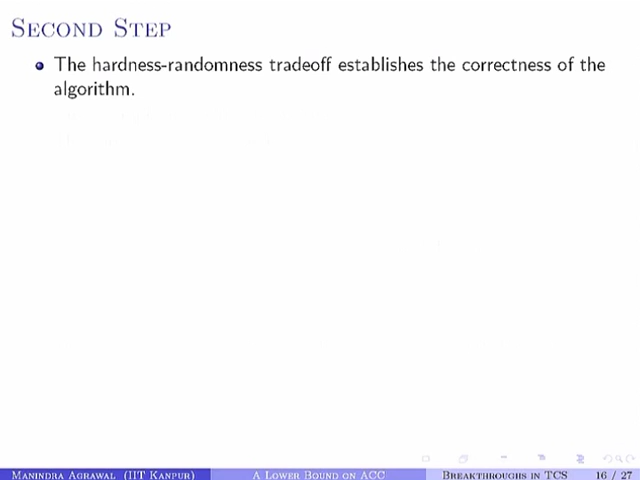 Second Step
The hardness-randomness tradeoff establishes the correctness of the
algorithm.
Manindra Agrawal (IIT Kanpur)
A Lower Bound on ACC
Breakthroughs in TCS
16 / 27